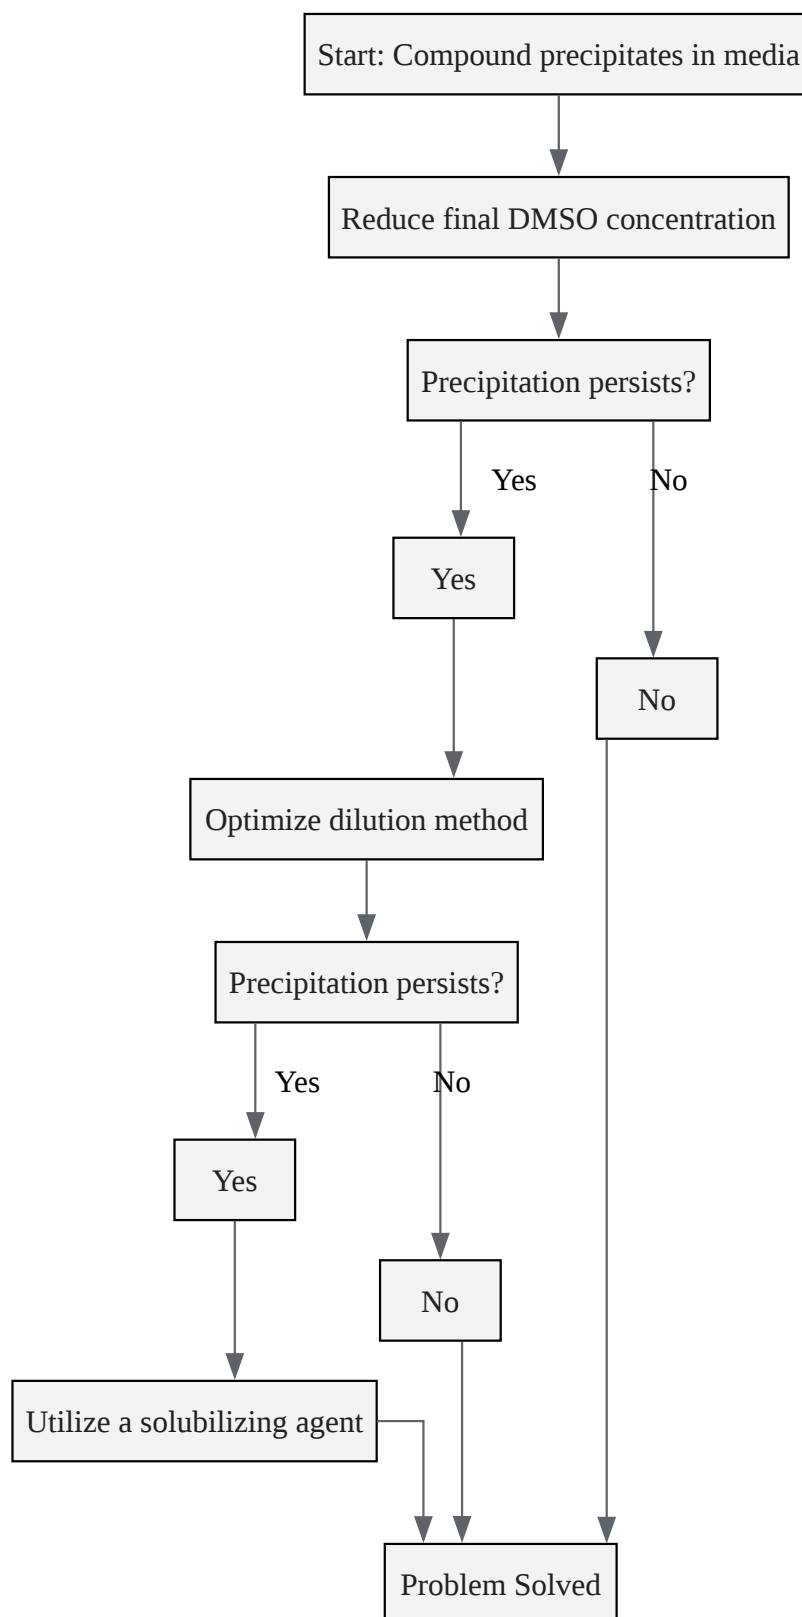 Start: Compound precipitates in media
Reduce final DMSO concentration
Precipitation persists?
Yes
No
Yes
No
Optimize dilution method
Precipitation persists?
Yes
No
Yes
No
Utilize a solubilizing agent
Problem Solved